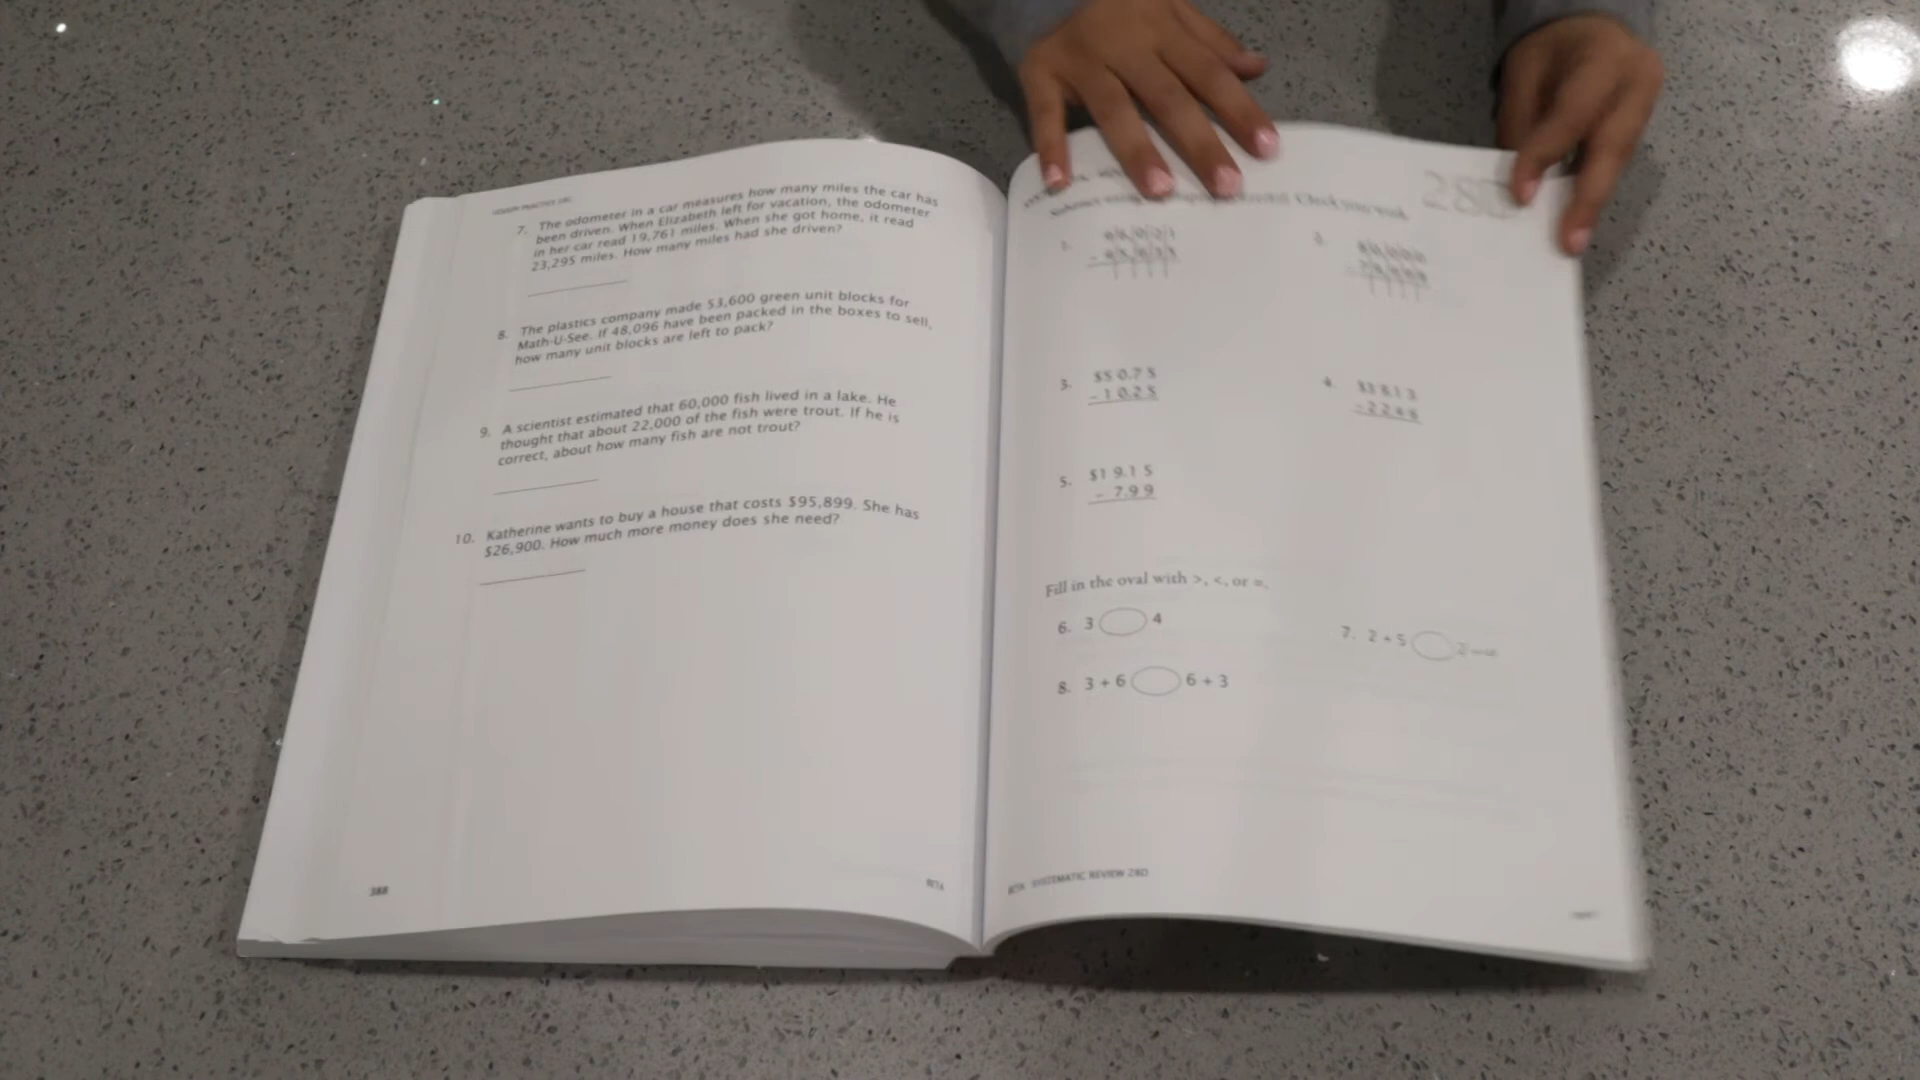 LESSON PRACTICE 28C
7. The odometer in a car measures how many miles the car has
been driven. When Elizabeth left for vacation, the odometer
in her car read 19,761 miles. When she got home, it read
23,295 miles. How many miles had she driven?
8. The plastics company made 53,600 green unit blocks for
Math-U-See. If 48,096 have been packed in the boxes to sell,
how many unit blocks are left to pack?
9. A scientist estimated that 60,000 fish lived in a lake. He
thought that about 22,000 of the fish were trout. If he is
correct, about how many fish are not trout?
10. Katherine wants to buy a house that costs $95,899. She has
$26,900. How much more money does she need?
388
BETA
28D
Check your work.
3. $50.75
-10.25
4.
5. $19.15
- 7.99
Fill in the oval with >, <, or =.
6. 3 4
7. 2 + 5
8. 3 + 6 6 + 3
BETA SYSTEMATIC REVIEW 28D